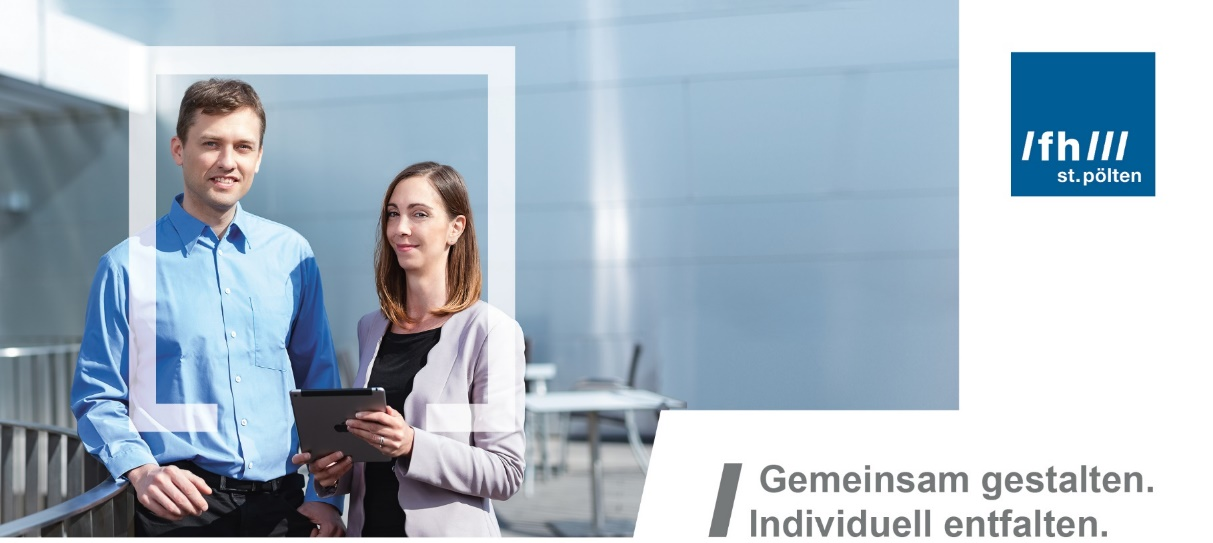 /fh///
st.pölten
/ Gemeinsam gestalten.
Individuell entfalten.